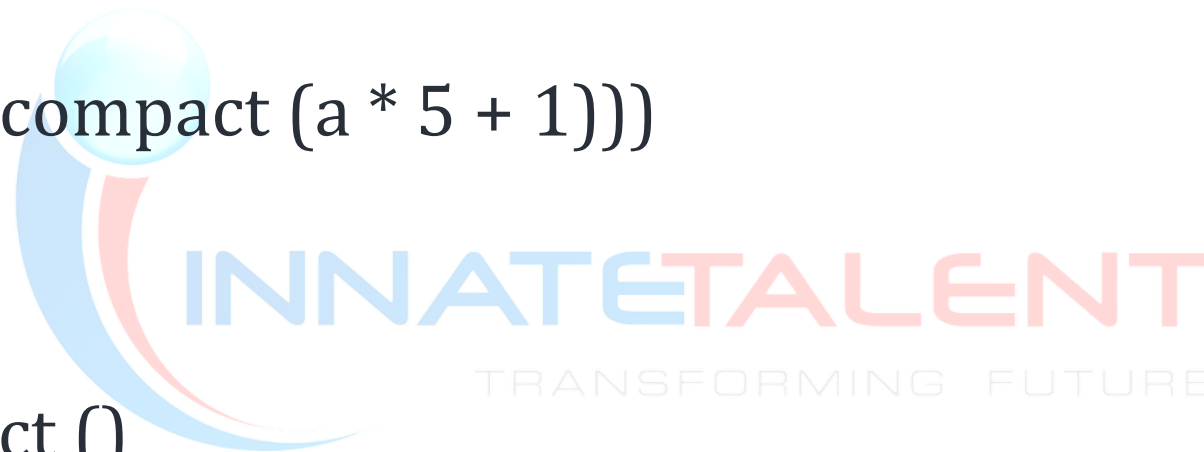 compact (a * 5 + 1)))
INNATETALENT
TRANSFORMING FUTURE
ct ()